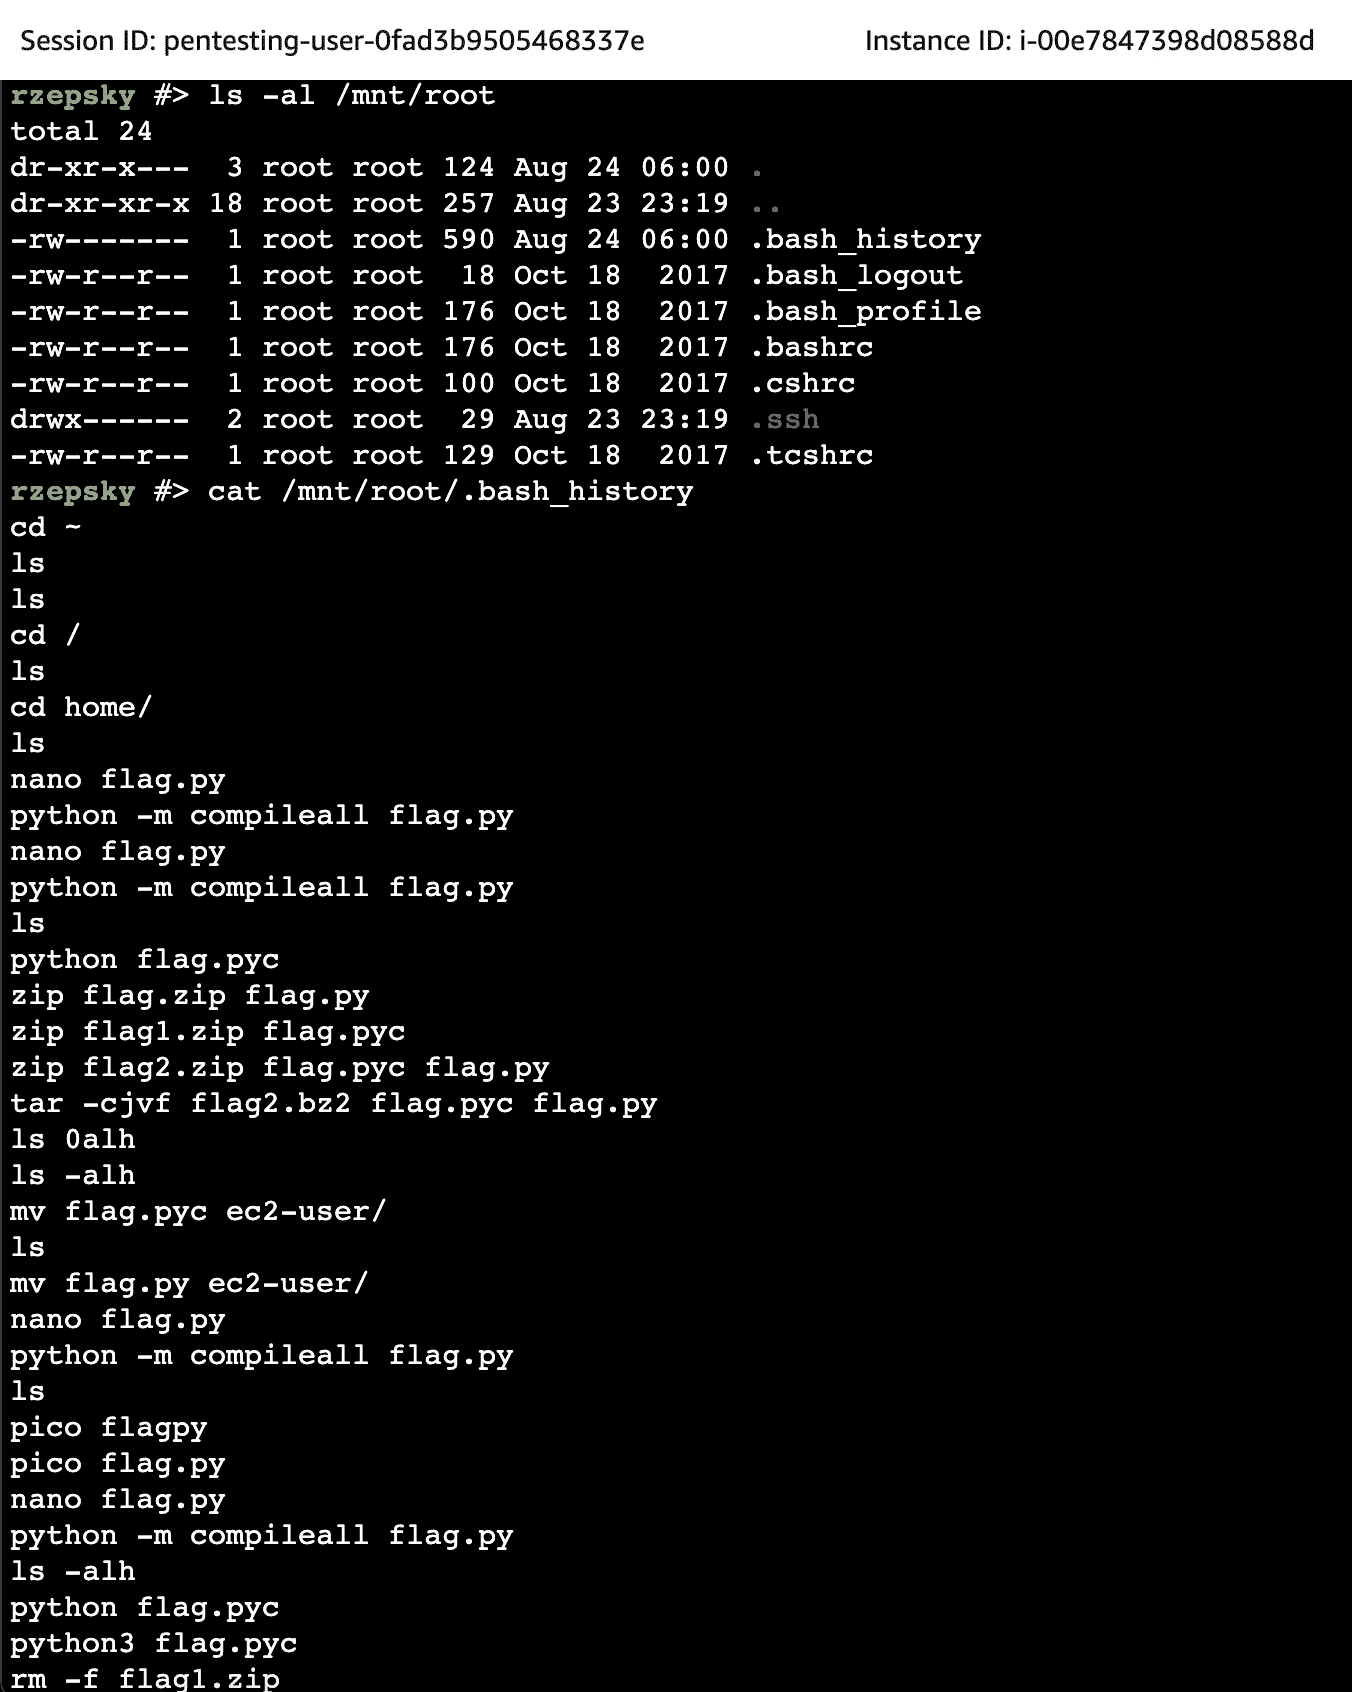 Session ID: pentesting-user-0fad3b9505468337e Instance ID: i-00e7847398d08588d
rzepsky #> ls -al /mnt/root
total 24
dr-xr-x---  3 root root 124 Aug 24 06:00 .
dr-xr-xr-x 18 root root 257 Aug 23 23:19 ..
-rw-------  1 root root 590 Aug 24 06:00 .bash_history
-rw-r--r--  1 root root  18 Oct 18  2017 .bash_logout
-rw-r--r--  1 root root 176 Oct 18  2017 .bash_profile
-rw-r--r--  1 root root 176 Oct 18  2017 .bashrc
-rw-r--r--  1 root root 100 Oct 18  2017 .cshrc
drwx------  2 root root  29 Aug 23 23:19 .ssh
-rw-r--r--  1 root root 129 Oct 18  2017 .tcshrc
rzepsky #> cat /mnt/root/.bash_history
cd ~
ls
ls
cd /
ls
cd home/
ls
nano flag.py
python -m compileall flag.py
nano flag.py
python -m compileall flag.py
ls
python flag.pyc
zip flag.zip flag.py
zip flag1.zip flag.pyc
zip flag2.zip flag.pyc flag.py
tar -cjvf flag2.bz2 flag.pyc flag.py
ls 0alh
ls -alh
mv flag.pyc ec2-user/
ls
mv flag.py ec2-user/
nano flag.py
python -m compileall flag.py
ls
pico flagpy
pico flag.py
nano flag.py
python -m compileall flag.py
ls -alh
python flag.pyc
python3 flag.pyc
rm -f flag1.zip